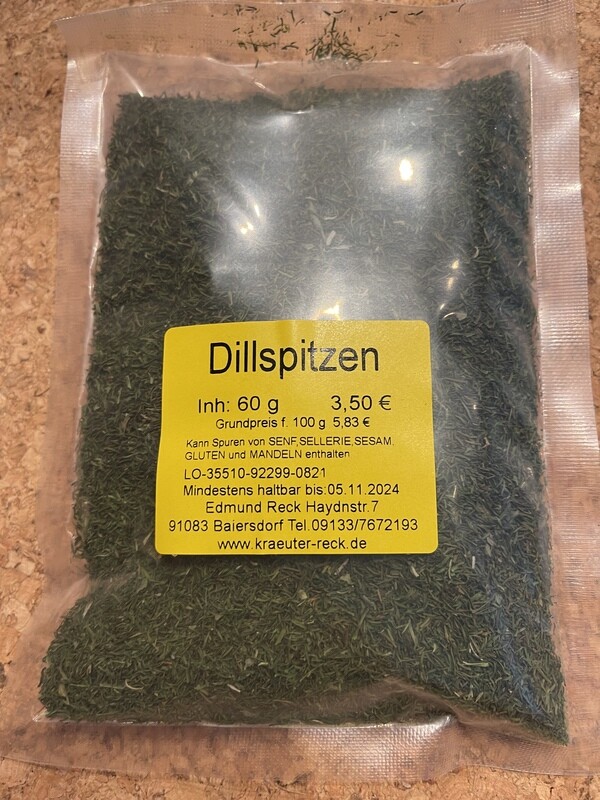 Dillspitzen
Inh: 60 g 3,50 €
Grundpreis f. 100 g 5,83 €
Kann Spuren von SENF,SELLERIE,SESAM,
GLUTEN und MANDELN enthalten
LO-35510-92299-0821
Mindestens haltbar bis:05.11.2024
Edmund Reck Haydnstr.7
91083 Baiersdorf Tel.09133/7672193
www.kraeuter-reck.de